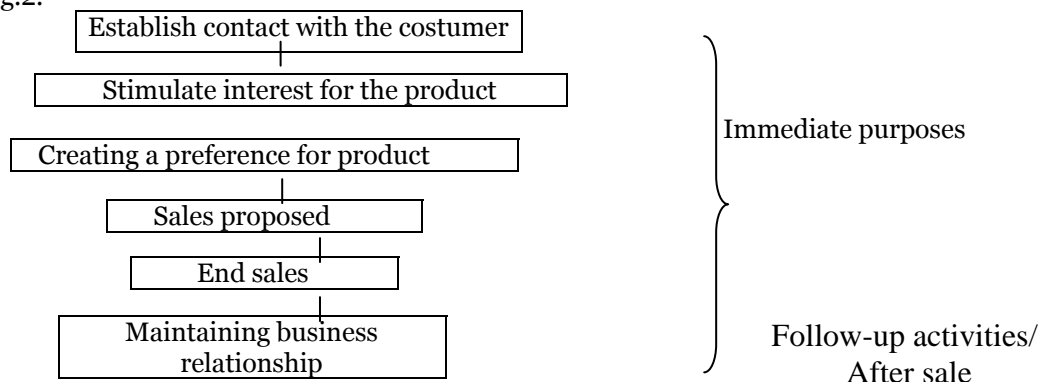 g.2.
Establish contact with the costumer
Stimulate interest for the product
Immediate purposes
Creating a preference for product
Sales proposed
End sales
Maintaining business
relationship
Follow-up activities/
After sale